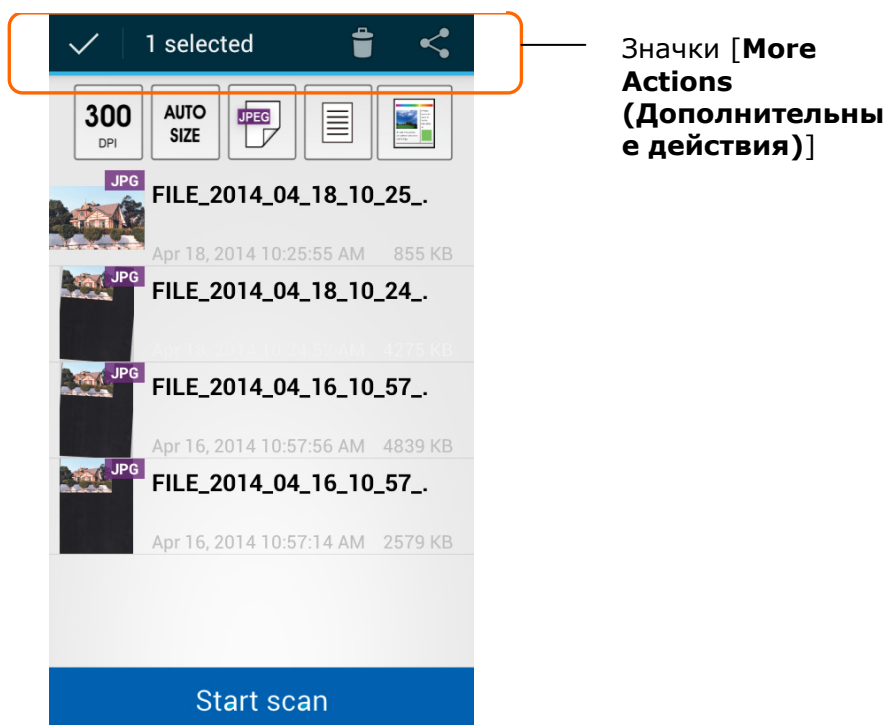 1 selected
Значки [More
Actions
(Дополнительны
е действия)]
300
DPI
AUTO
SIZE
JPEG
JPG
FILE_2014_04_18_10_25_.
Apr 18, 2014 10:25:55 AM 855 KB
JPG
FILE_2014_04_18_10_24_.
4275 KB
JPG
FILE_2014_04_16_10_57_.
Apr 16, 2014 10:57:56 AM 4839 KB
JPG
FILE_2014_04_16_10_57_.
Apr 16, 2014 10:57:14 AM 2579 KB
Start scan